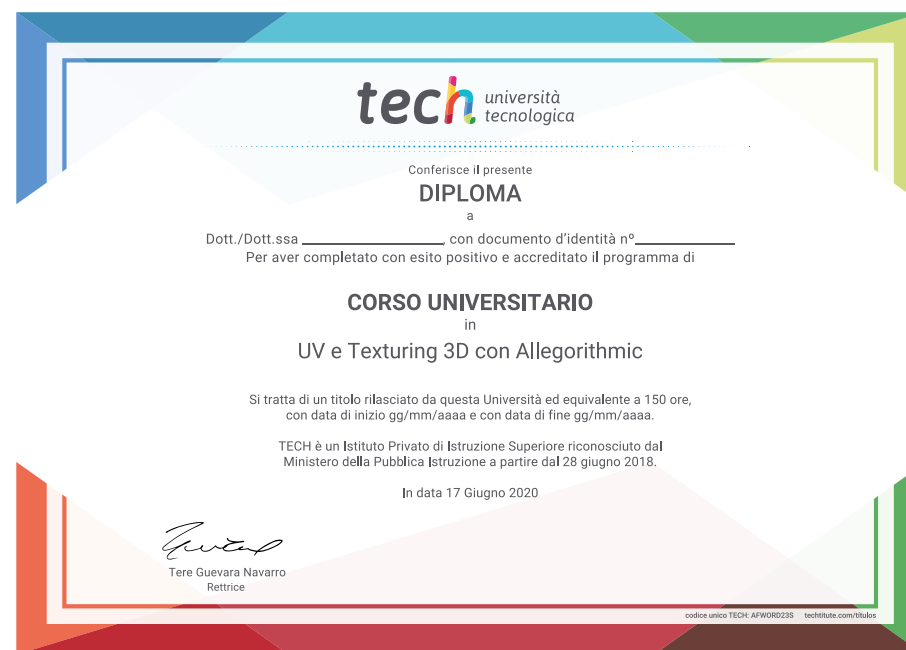 tech università
tecnologica
Conferisce il presente
DIPLOMA
a
Dott./Dott.ssa ____________________, con documento d'identità nº______________
Per aver completato con esito positivo e accreditato il programma di
CORSO UNIVERSITARIO
in
UV e Texturing 3D con Allegorithmic
Si tratta di un titolo rilasciato da questa Università ed equivalente a 150 ore,
con data di inizio gg/mm/aaaa e con data di fine gg/mm/aaaa.
TECH è un Istituto Privato di Istruzione Superiore riconosciuto dal
Ministero della Pubblica Istruzione a partire dal 28 giugno 2018.
In data 17 Giugno 2020
Tere Guevara Navarro
Rettrice
codice unico TECH: AFWORD23S techtitute.com/titulos